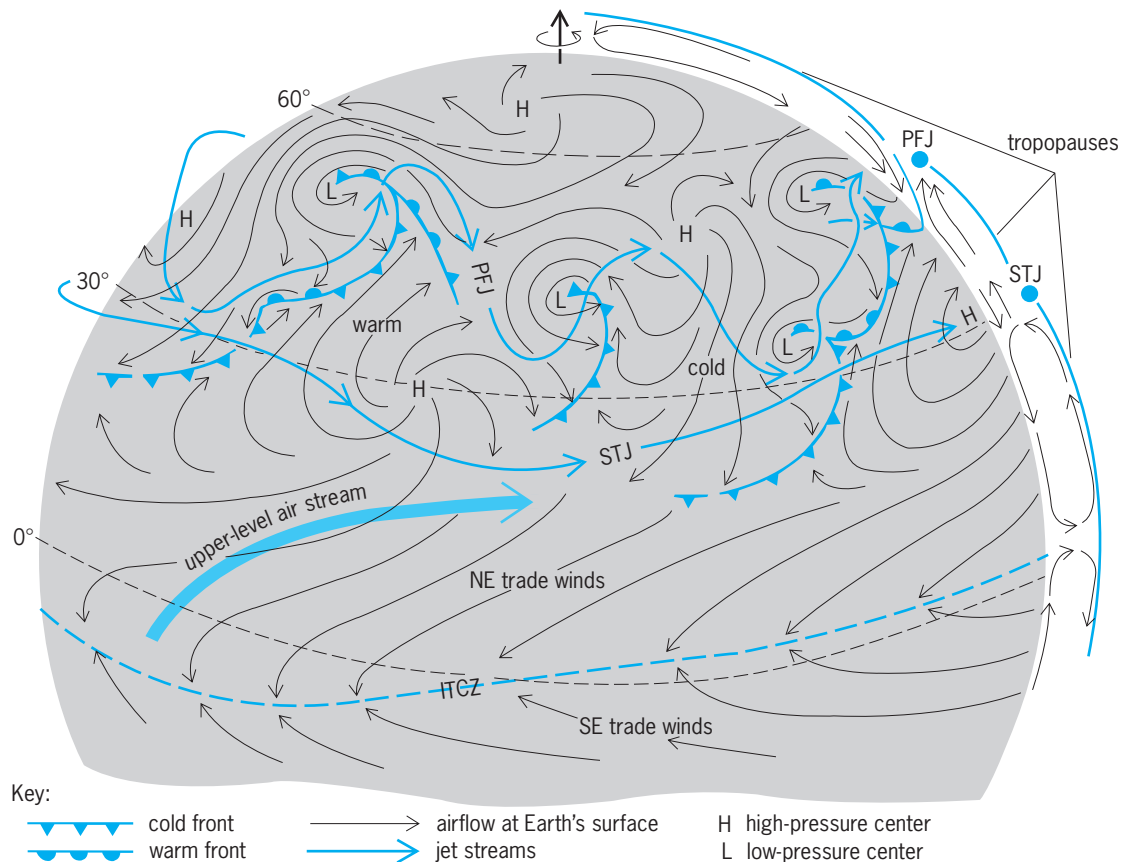 60°
H
PFJ
tropopauses
L
L
H
H
PFJ
STJ
30°
L
H
warm
L
cold
H
STJ
upper-level air stream
0°
NE trade winds
ITCZ
SE trade winds
Key:
cold front
airflow at Earth's surface
H high-pressure center
warm front
jet streams
L low-pressure center